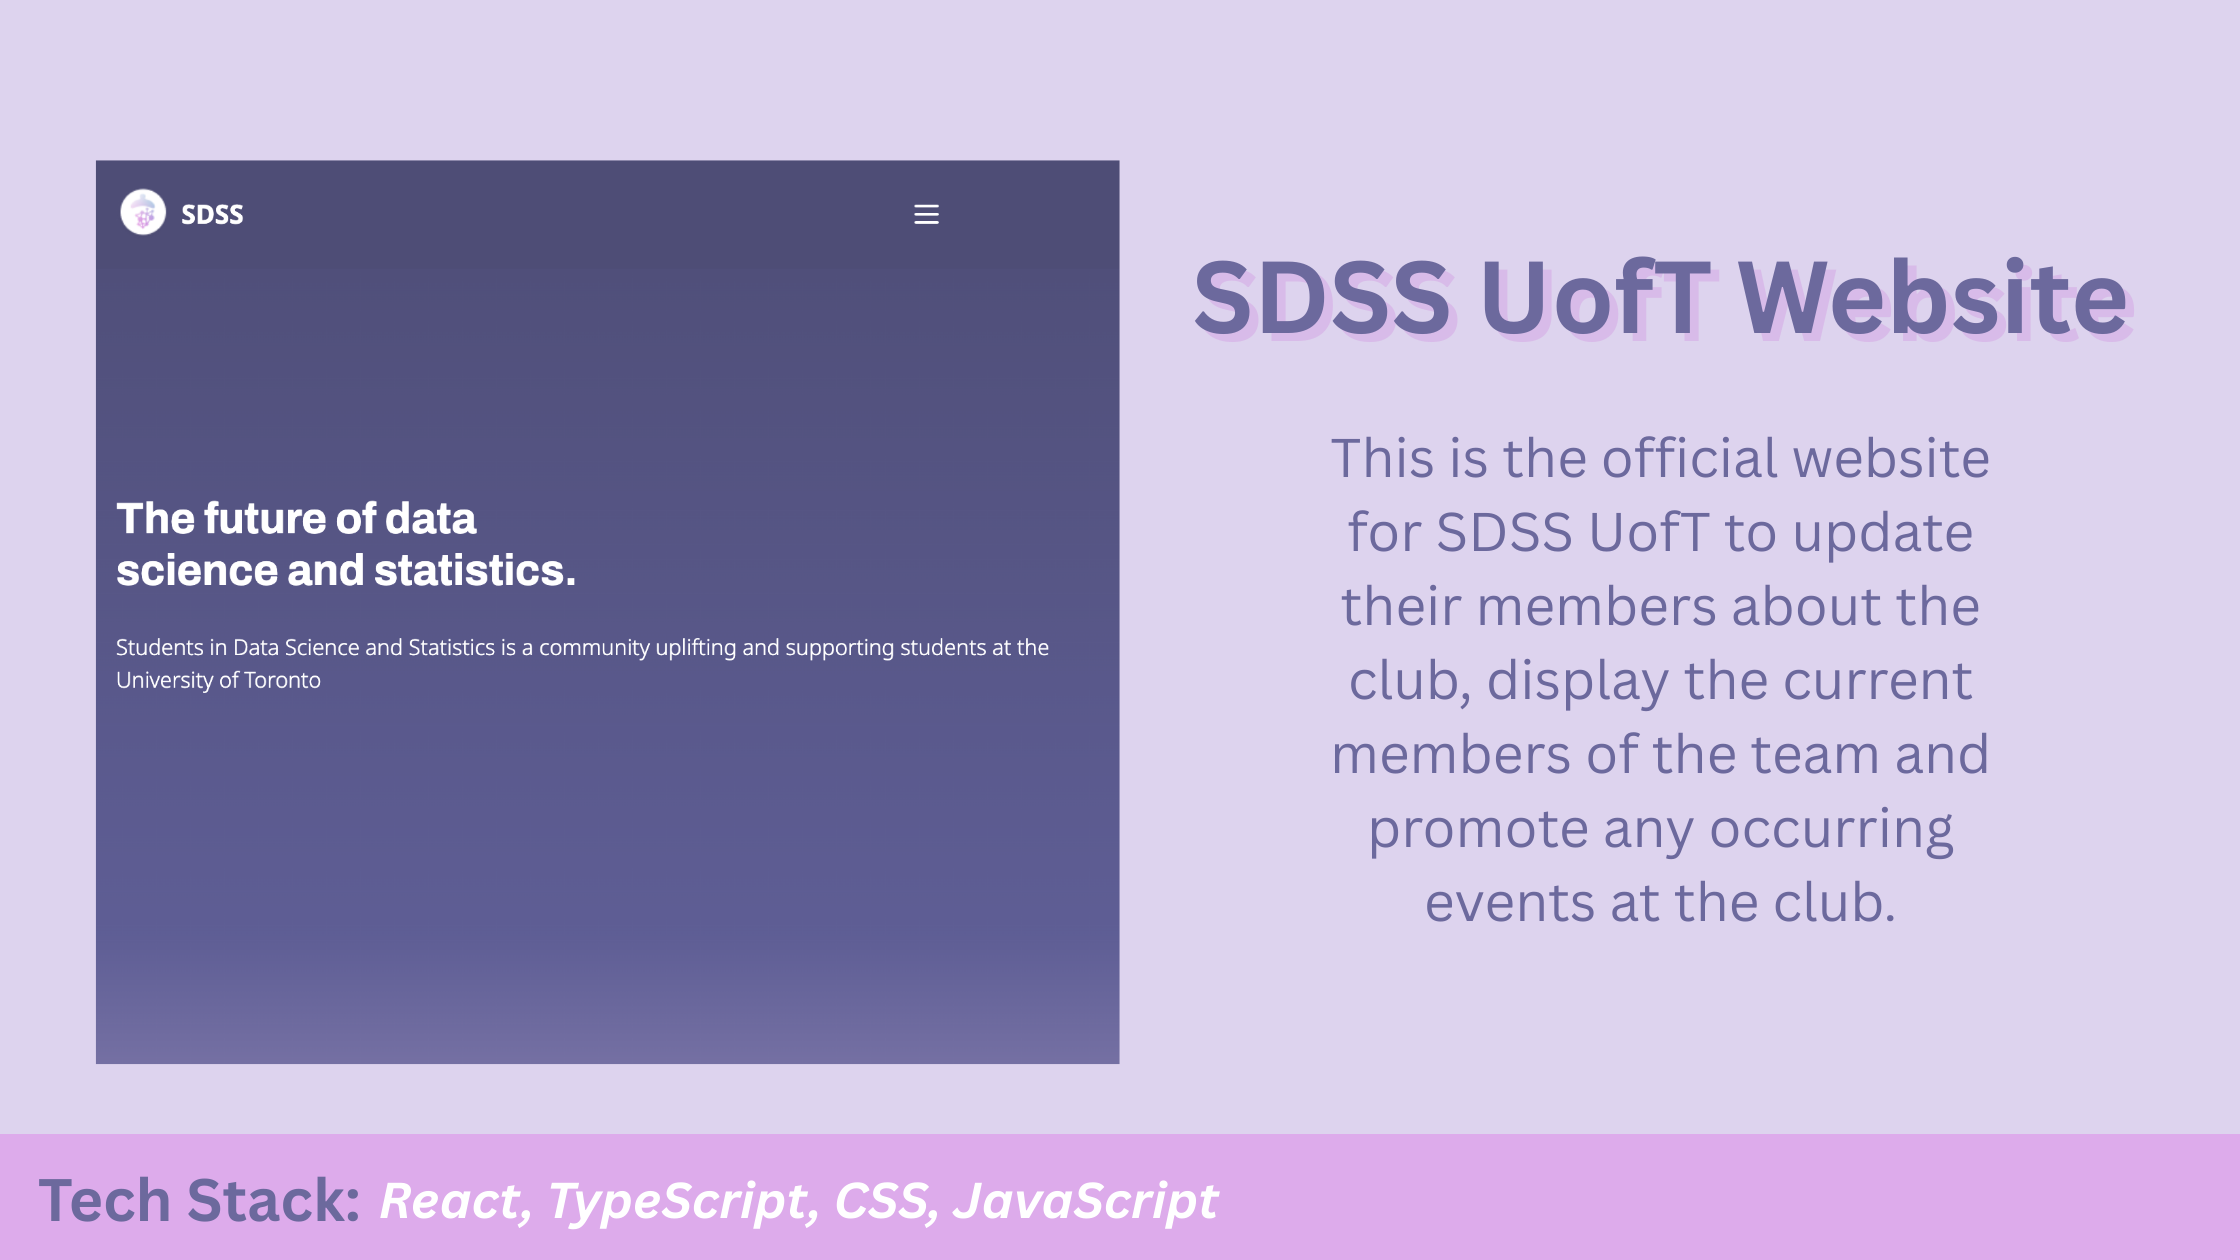 SDSS
The future of data
science and statistics.
Students in Data Science and Statistics is a community uplifting and supporting students at the
University of Toronto
SDSS UofT Website
This is the official website
for SDSS UofT to update
their members about the
club, display the current
members of the team and
promote any occurring
events at the club.
Tech Stack: React, TypeScript, CSS, JavaScript